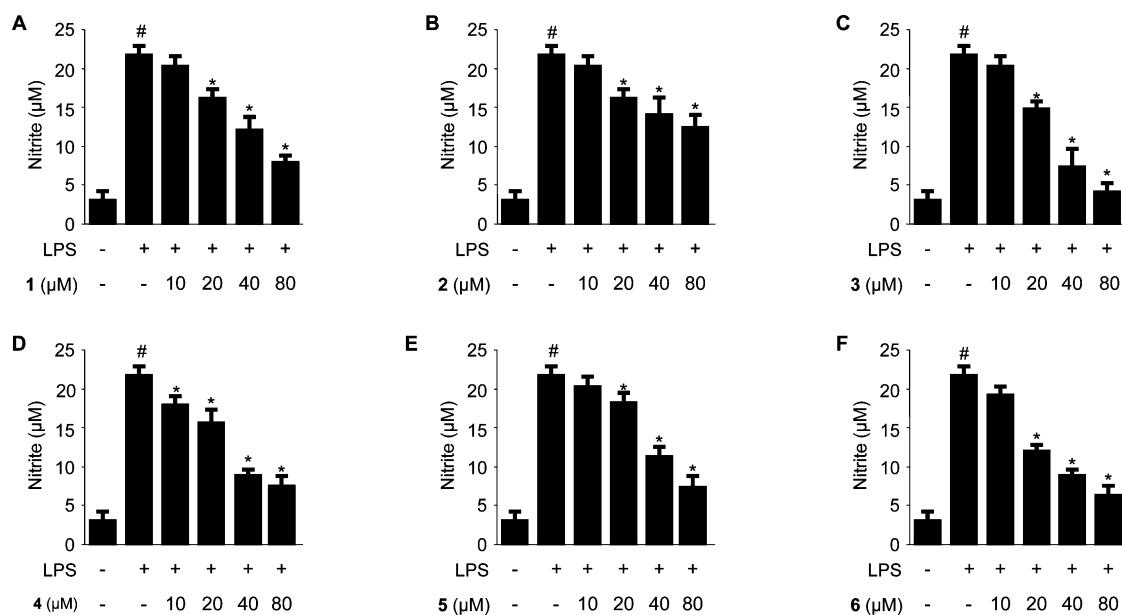 A
25
20
15
10
5
0
Nitrite (µM)
#
*
*
*
LPS - + + + + +
1 (µM) - - 10 20 40 80
B
25
20
15
10
5
0
Nitrite (µM)
#
*
*
*
LPS - + + + + +
2 (µM) - - 10 20 40 80
C
25
20
15
10
5
0
Nitrite (µM)
#
*
*
*
LPS - + + + + +
3 (µM) - - 10 20 40 80
D
25
20
15
10
5
0
Nitrite (µM)
#
*
*
*
*
LPS - + + + + +
4 (µM) - - 10 20 40 80
E
25
20
15
10
5
0
Nitrite (µM)
#
*
*
*
LPS - + + + + +
5 (µM) - - 10 20 40 80
F
25
20
15
10
5
0
Nitrite (µM)
#
*
*
*
LPS - + + + + +
6 (µM) - - 10 20 40 80